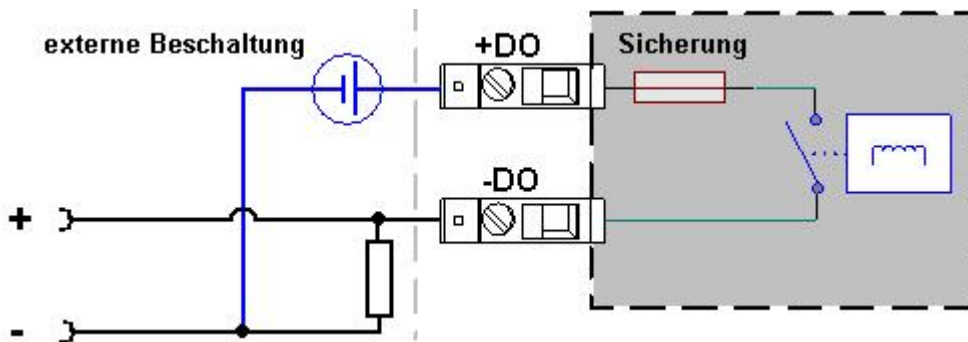 externe Beschaltung
+DO
Sicherung
-DO
+
-